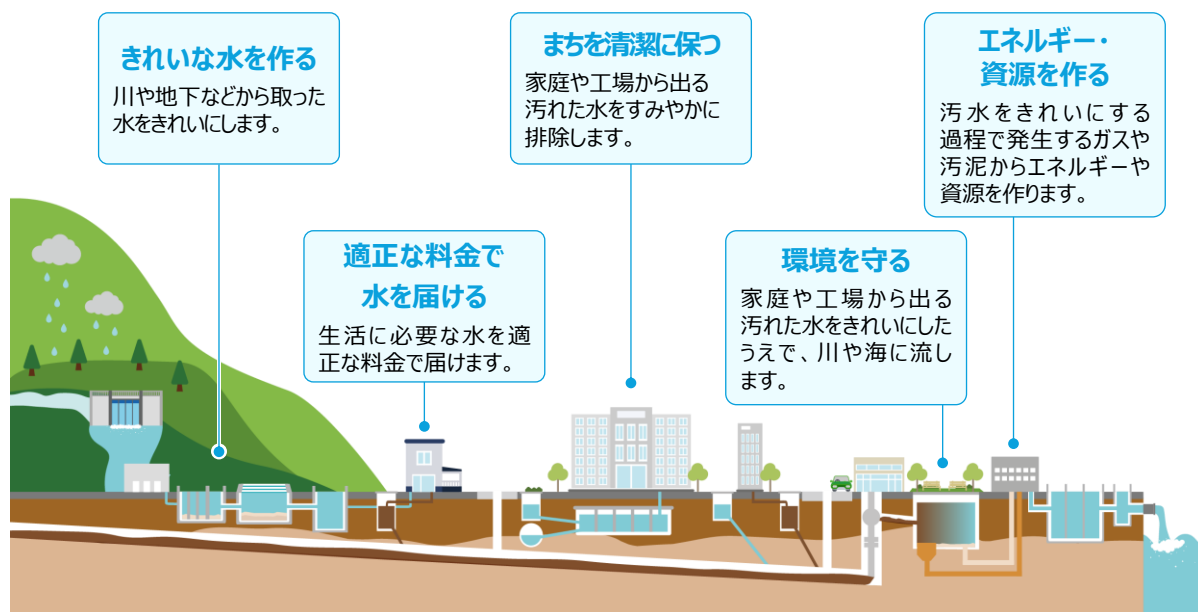 きれいな水を作る
川や地下などから取った
水をきれいにします。
適正な料金で
水を届ける
生活に必要な水を適
正な料金で届けます。
まちを清潔に保つ
家庭や工場から出る
汚れた水をすみやかに
排除します。
環境を守る
家庭や工場から出る
汚れた水をきれいにした
うえで、川や海に流し
ます。
エネルギー・
資源を作る
汚水をきれいにする
過程で発生するガスや
汚泥からエネルギーや
資源を作ります。